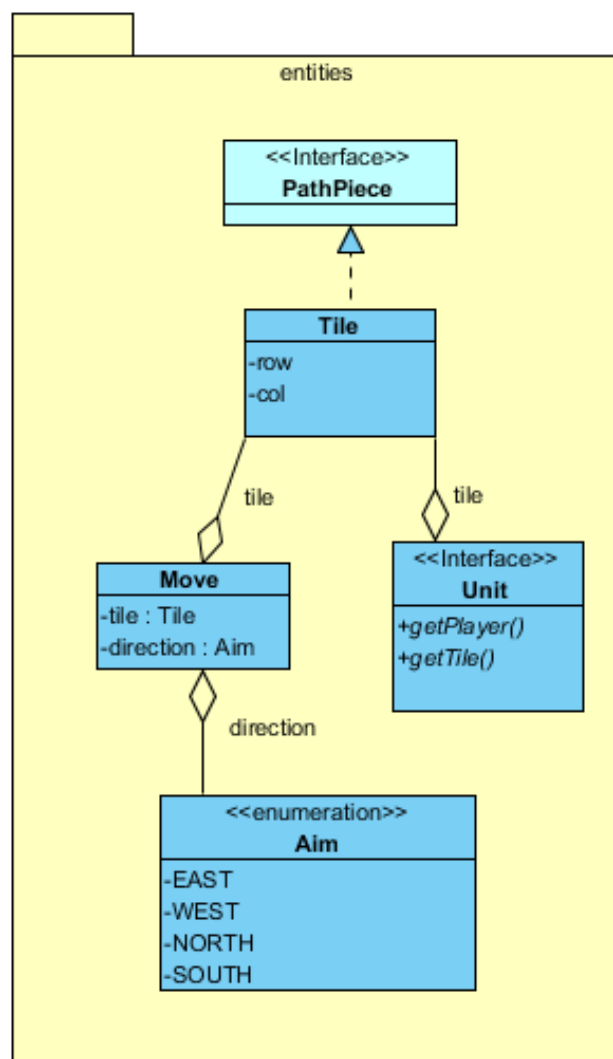 entities
<<Interface>>
PathPiece
Tile
-row
-col
tile
tile
Move
-tile : Tile
-direction : Aim
<<Interface>>
Unit
+getPlayer()
+getTile()
direction
<<enumeration>>
Aim
-EAST
-WEST
-NORTH
-SOUTH